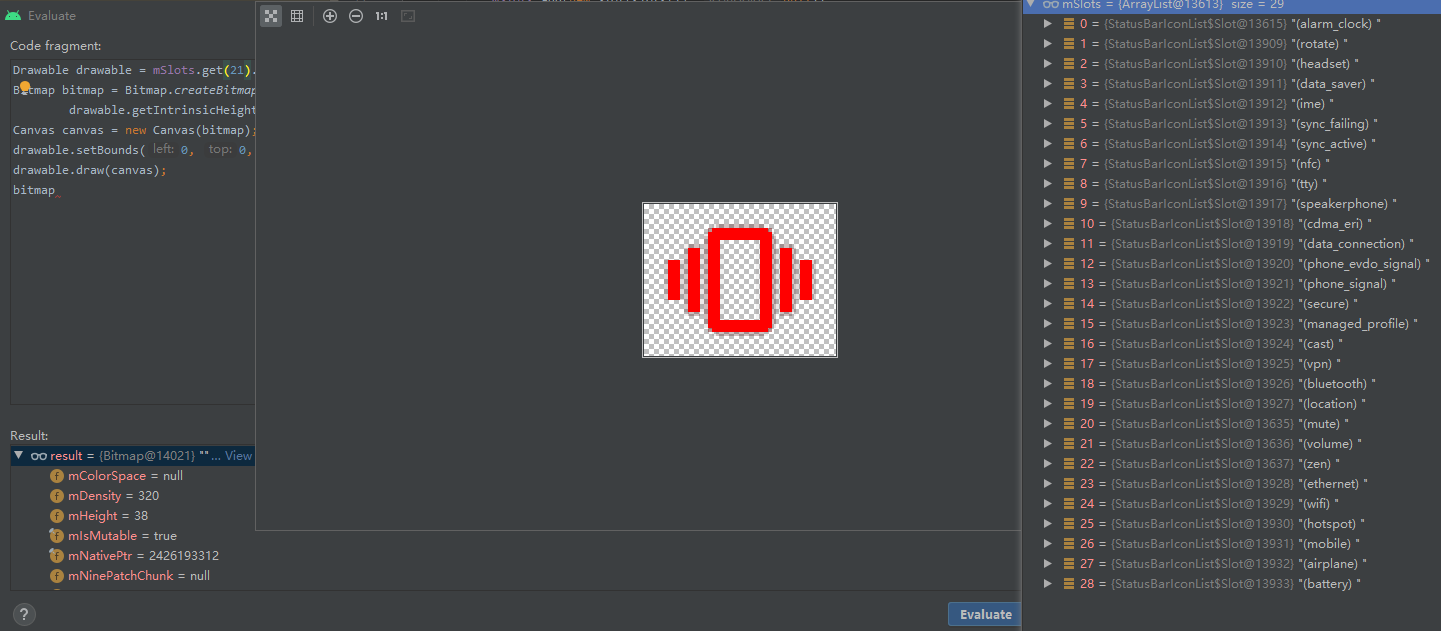 Evaluate
Code fragment:
Drawable drawable = mSlots.get(21).
Bitmap bitmap = Bitmap.createBitmap
drawable.getIntrinsicHeight
Canvas canvas = new Canvas(bitmap);
drawable.setBounds( left: 0, top: 0,
drawable.draw(canvas);
bitmap
Result:
result = {Bitmap@14021} "" ... View
mColorSpace = null
mDensity = 320
mHeight = 38
mIsMutable = true
mNativePtr = 2426193312
mNinePatchChunk = null
?
1:1
Evaluate
mSlots = {ArrayList@13613} size = 29
0 = {StatusBarIconList$Slot@13615} "(alarm_clock) "
1 = {StatusBarIconList$Slot@13909} "(rotate) "
2 = {StatusBarIconList$Slot@13910} "(headset) "
3 = {StatusBarIconList$Slot@13911} "(data_saver) "
4 = {StatusBarIconList$Slot@13912} "(ime) "
5 = {StatusBarIconList$Slot@13913} "(sync_failing) "
6 = {StatusBarIconList$Slot@13914} "(sync_active) "
7 = {StatusBarIconList$Slot@13915} "(nfc) "
8 = {StatusBarIconList$Slot@13916} "(tty) "
9 = {StatusBarIconList$Slot@13917} "(speakerphone) "
10 = {StatusBarIconList$Slot@13918} "(cdma_eri) "
11 = {StatusBarIconList$Slot@13919} "(data_connection) "
12 = {StatusBarIconList$Slot@13920} "(phone_evdo_signal) "
13 = {StatusBarIconList$Slot@13921} "(phone_signal) "
14 = {StatusBarIconList$Slot@13922} "(secure) "
15 = {StatusBarIconList$Slot@13923} "(managed_profile) "
16 = {StatusBarIconList$Slot@13924} "(cast) "
17 = {StatusBarIconList$Slot@13925} "(vpn) "
18 = {StatusBarIconList$Slot@13926} "(bluetooth) "
19 = {StatusBarIconList$Slot@13927} "(location) "
20 = {StatusBarIconList$Slot@13635} "(mute) "
21 = {StatusBarIconList$Slot@13636} "(volume) "
22 = {StatusBarIconList$Slot@13637} "(zen) "
23 = {StatusBarIconList$Slot@13928} "(ethernet) "
24 = {StatusBarIconList$Slot@13929} "(wifi) "
25 = {StatusBarIconList$Slot@13930} "(hotspot) "
26 = {StatusBarIconList$Slot@13931} "(mobile) "
27 = {StatusBarIconList$Slot@13932} "(airplane) "
28 = {StatusBarIconList$Slot@13933} "(battery) "